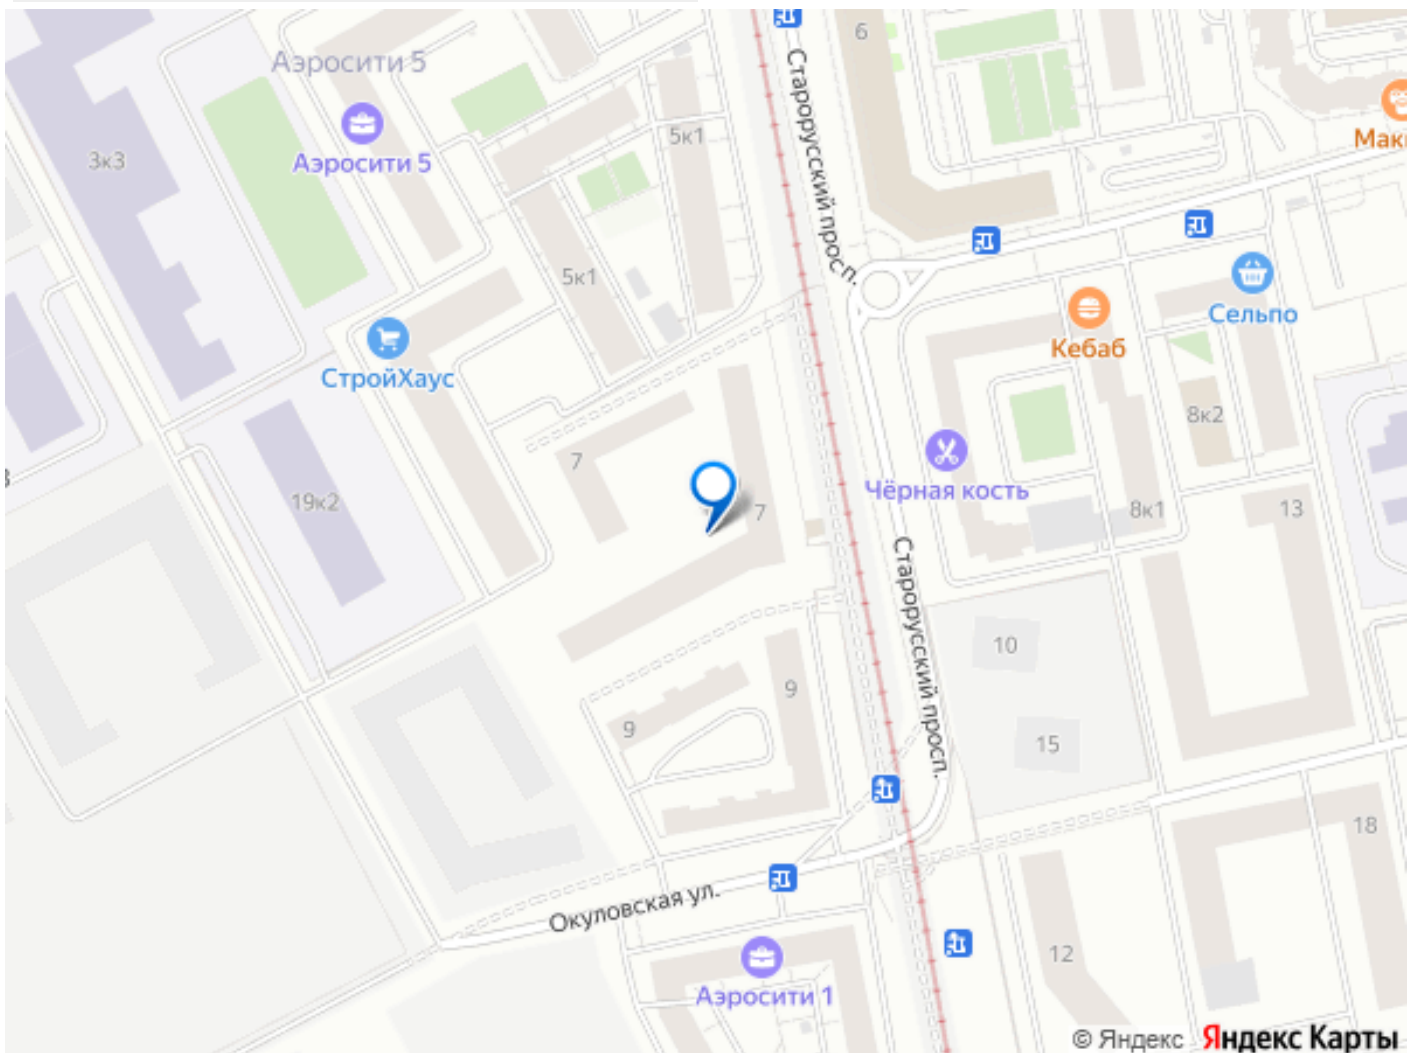 6
Старорусский просп.
Аэросити 5
Аэросити 5
3к3
5к1
Мак
5к1
Сельпо
Кебаб
СтройХаус
8к2
7
Чёрная кость
19к2
7
8к1
13
Старорусский просп.
10
9
9
15
18
Окуловская ул.
12
Аэросити 1
© Яндекс Яндекс Карты